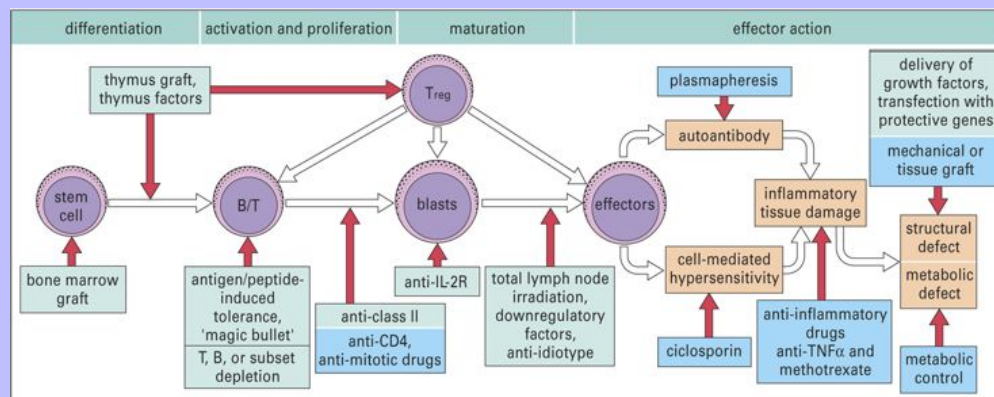 differentiation
activation and proliferation
maturation
effector action
thymus graft,
thymus factors
Treg
plasmapheresis
delivery of
growth factors,
transfection with
protective genes
autoantibody
mechanical or
tissue graft
stem
cell
B/T
blasts
effectors
inflammatory
tissue damage
structural
defect
metabolic
defect
cell-mediated
hypersensitivity
bone marrow
graft
antigen/peptide-
induced
tolerance,
'magic bullet'
T, B, or subset
depletion
anti-class II
anti-CD4,
anti-mitotic drugs
anti-IL-2R
total lymph node
irradiation,
downregulatory
factors,
anti-idiotype
ciclosporin
anti-inflammatory
drugs
anti-TNFα and
methotrexate
metabolic
control